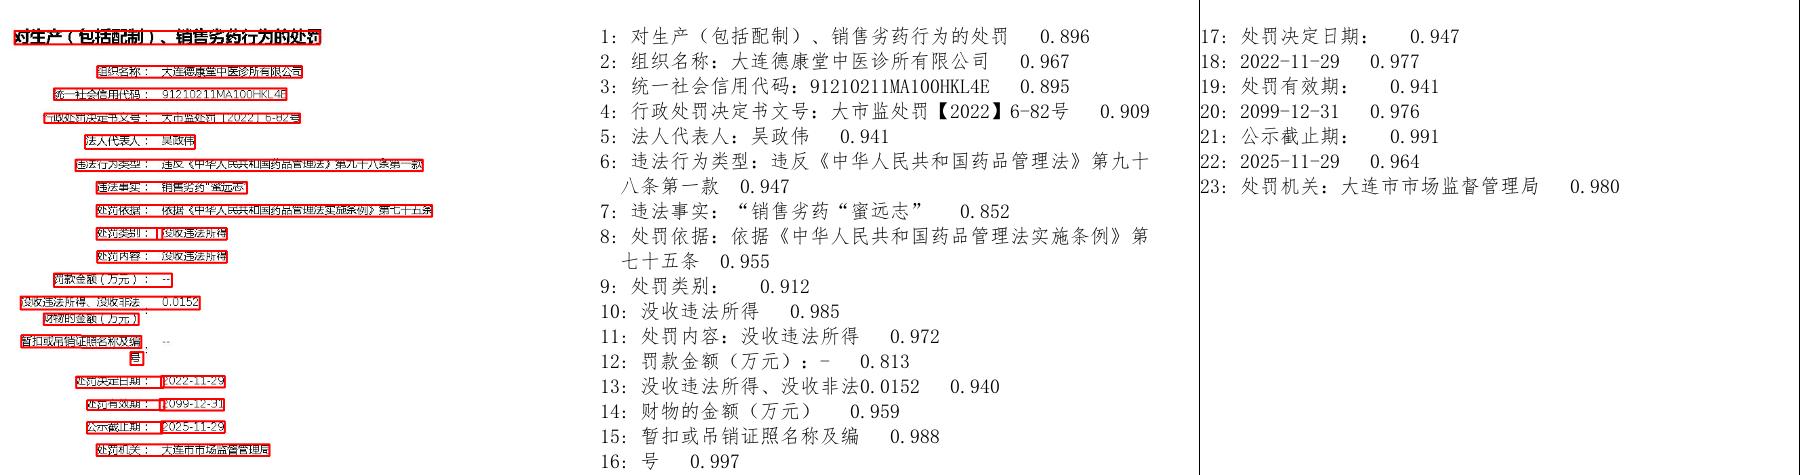 对生产（包括配制）、销售劣药行为的处罚
组织名称： 大连德康堂中医诊所有限公司
统一社会信用代码： 91210211MA100HKL4E
行政处罚决定书文号： 大市监处罚【2022】6-82号
法人代表人： 吴政伟
违法行为类型： 违反《中华人民共和国药品管理法》第九十八条第一款
违法事实： 销售劣药“蜜远志”
处罚依据： 依据《中华人民共和国药品管理法实施条例》第七十五条
处罚类别： 没收违法所得
处罚内容： 没收违法所得
罚款金额（万元）： --
没收违法所得、没收非法 0.0152
财物的金额（万元）：
暂扣或吊销证照名称及编 --
号：
处罚决定日期： 2022-11-29
处罚有效期： 2099-12-31
公示截止期： 2025-11-29
处罚机关： 大连市市场监督管理局
1: 对生产（包括配制）、销售劣药行为的处罚 0.896
2: 组织名称：大连德康堂中医诊所有限公司 0.967
3: 统一社会信用代码：91210211MA100HKL4E 0.895
4: 行政处罚决定书文号：大市监处罚【2022】6-82号 0.909
5: 法人代表人：吴政伟 0.941
6: 违法行为类型：违反《中华人民共和国药品管理法》第九十
八条第一款 0.947
7: 违法事实：“销售劣药“蜜远志” 0.852
8: 处罚依据：依据《中华人民共和国药品管理法实施条例》第
七十五条 0.955
9: 处罚类别： 0.912
10: 没收违法所得 0.985
11: 处罚内容：没收违法所得 0.972
12: 罚款金额（万元）：- 0.813
13: 没收违法所得、没收非法0.0152 0.940
14: 财物的金额（万元） 0.959
15: 暂扣或吊销证照名称及编 0.988
16: 号 0.997
17: 处罚决定日期： 0.947
18: 2022-11-29 0.977
19: 处罚有效期： 0.941
20: 2099-12-31 0.976
21: 公示截止期： 0.991
22: 2025-11-29 0.964
23: 处罚机关：大连市市场监督管理局 0.980